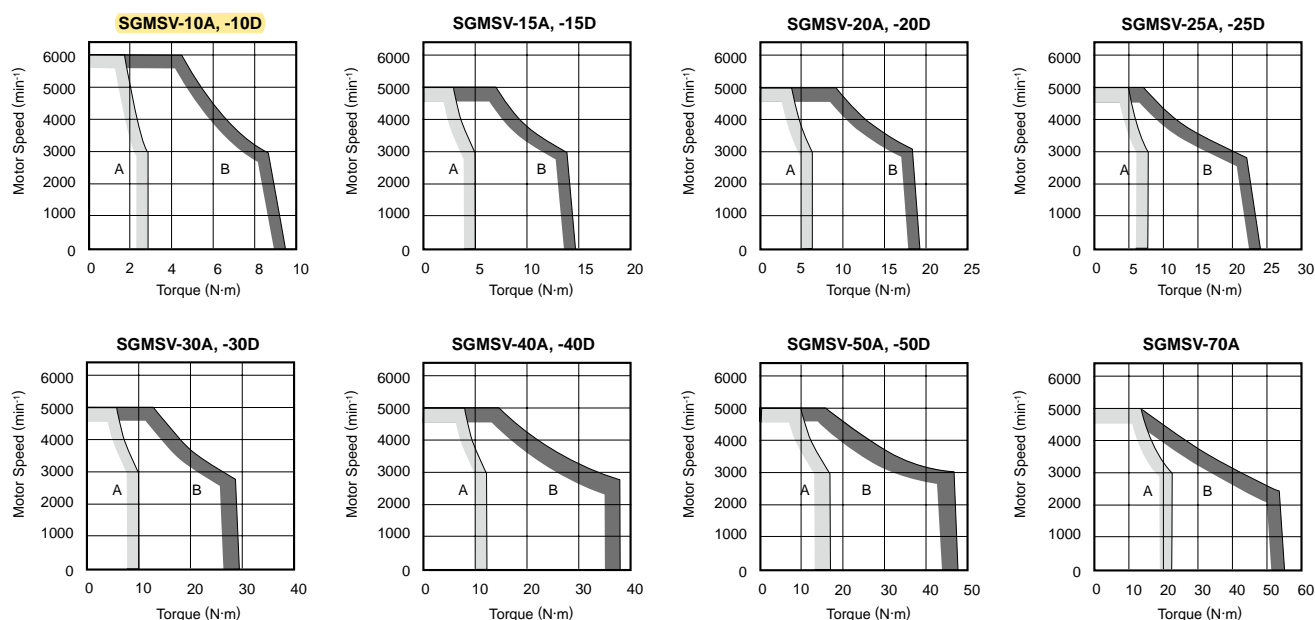 SGMSV-10A, -10D
Motor Speed (min⁻¹)
6000
5000
4000
3000
2000
1000
0
A
B
0 2 4 6 8 10
Torque (N·m)
SGMSV-15A, -15D
Motor Speed (min⁻¹)
6000
5000
4000
3000
2000
1000
0
A
B
0 5 10 15 20
Torque (N·m)
SGMSV-20A, -20D
Motor Speed (min⁻¹)
6000
5000
4000
3000
2000
1000
0
A
B
0 5 10 15 20 25
Torque (N·m)
SGMSV-25A, -25D
Motor Speed (min⁻¹)
6000
5000
4000
3000
2000
1000
0
A
B
0 5 10 15 20 25 30
Torque (N·m)
SGMSV-30A, -30D
Motor Speed (min⁻¹)
6000
5000
4000
3000
2000
1000
0
A
B
0 10 20 30 40
Torque (N·m)
SGMSV-40A, -40D
Motor Speed (min⁻¹)
6000
5000
4000
3000
2000
1000
0
A
B
0 10 20 30 40
Torque (N·m)
SGMSV-50A, -50D
Motor Speed (min⁻¹)
6000
5000
4000
3000
2000
1000
0
A
B
0 10 20 30 40 50
Torque (N·m)
SGMSV-70A
Motor Speed (min⁻¹)
6000
5000
4000
3000
2000
1000
0
A
B
0 10 20 30 40 50 60
Torque (N·m)